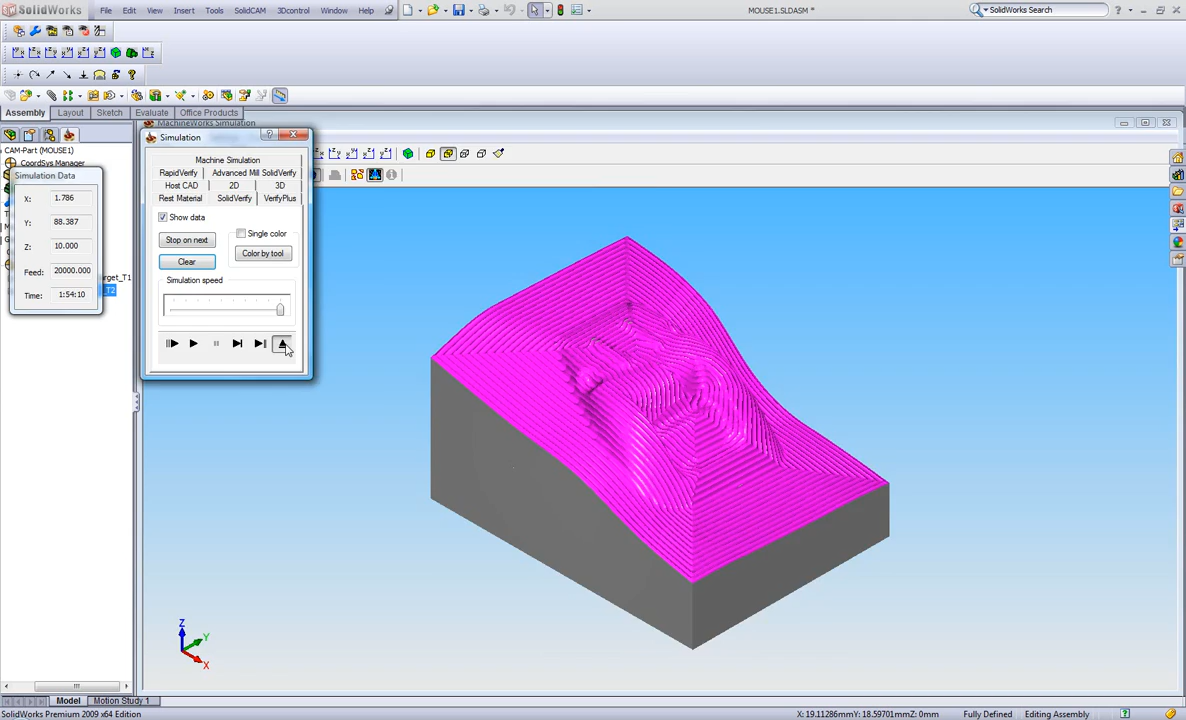 SolidWorks File Edit View Insert Tools SolidCAM 3Dcontrol Window Help MOUSE1.SLDASM * SolidWorks Search
Assembly Layout Sketch Evaluate Office Products
MachineWorks Simulation
CAM-Part (MOUSE1)
CoordSys Manager
Simulation Data
X: 1.786
Y: 88.387
Z: 10.000
Feed: 20000.000
Time: 1:54:10
arget_T1
_T2
Simulation
Machine Simulation
RapidVerify Advanced Mill SolidVerify
Host CAD 2D 3D
Rest Material SolidVerify VerifyPlus
Show data
Stop on next
Single color
Clear
Color by tool
Simulation speed
Z
Y
X
Model Motion Study 1
SolidWorks Premium 2009 x64 Edition X: 19.11286mmY: 18.59701mm Z: 0mm Fully Defined Editing Assembly